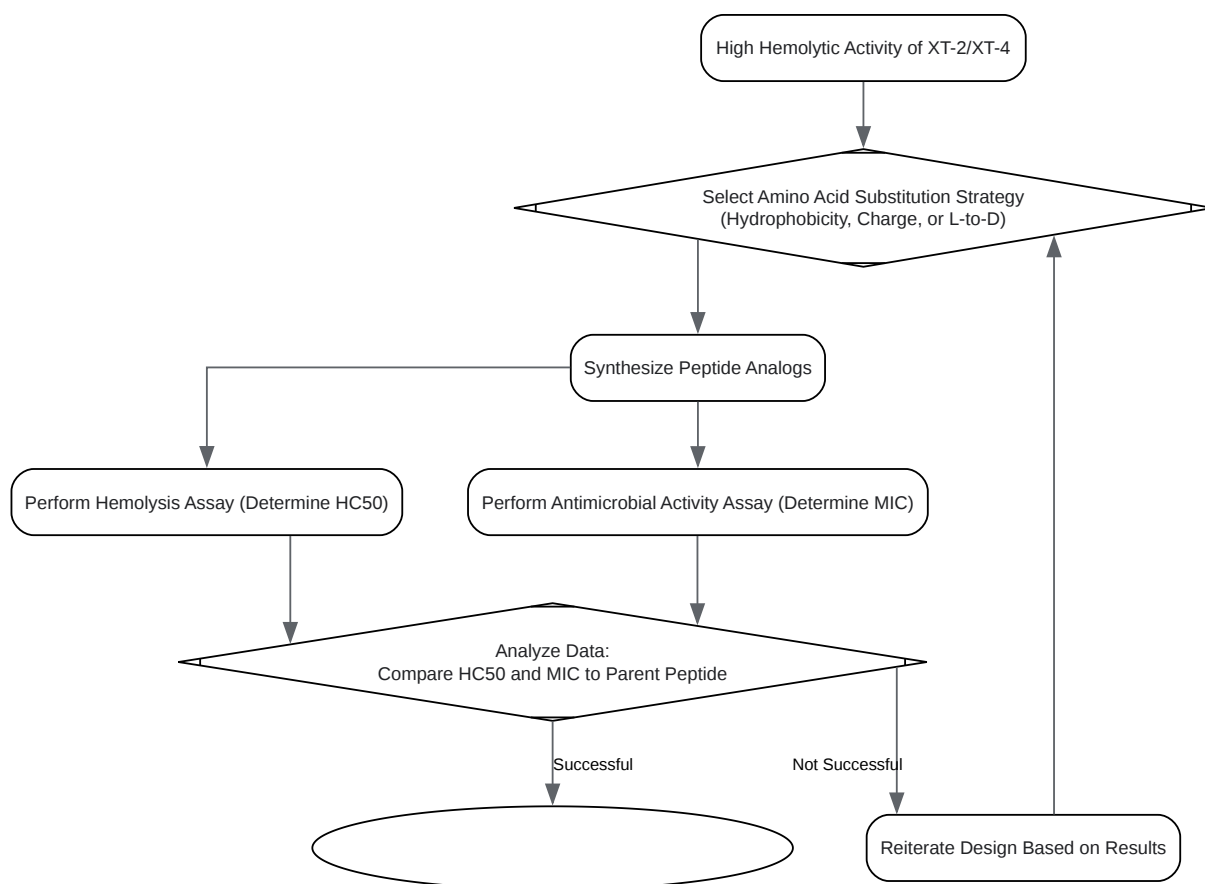 High Hemolytic Activity of XT-2/XT-4
Select Amino Acid Substitution Strategy
(Hydrophobicity, Charge, or L-to-D)
Synthesize Peptide Analogs
Perform Hemolysis Assay (Determine HC50)
Perform Antimicrobial Activity Assay (Determine MIC)
Analyze Data:
Compare HC50 and MIC to Parent Peptide
Successful
Not Successful
Reiterate Design Based on Results